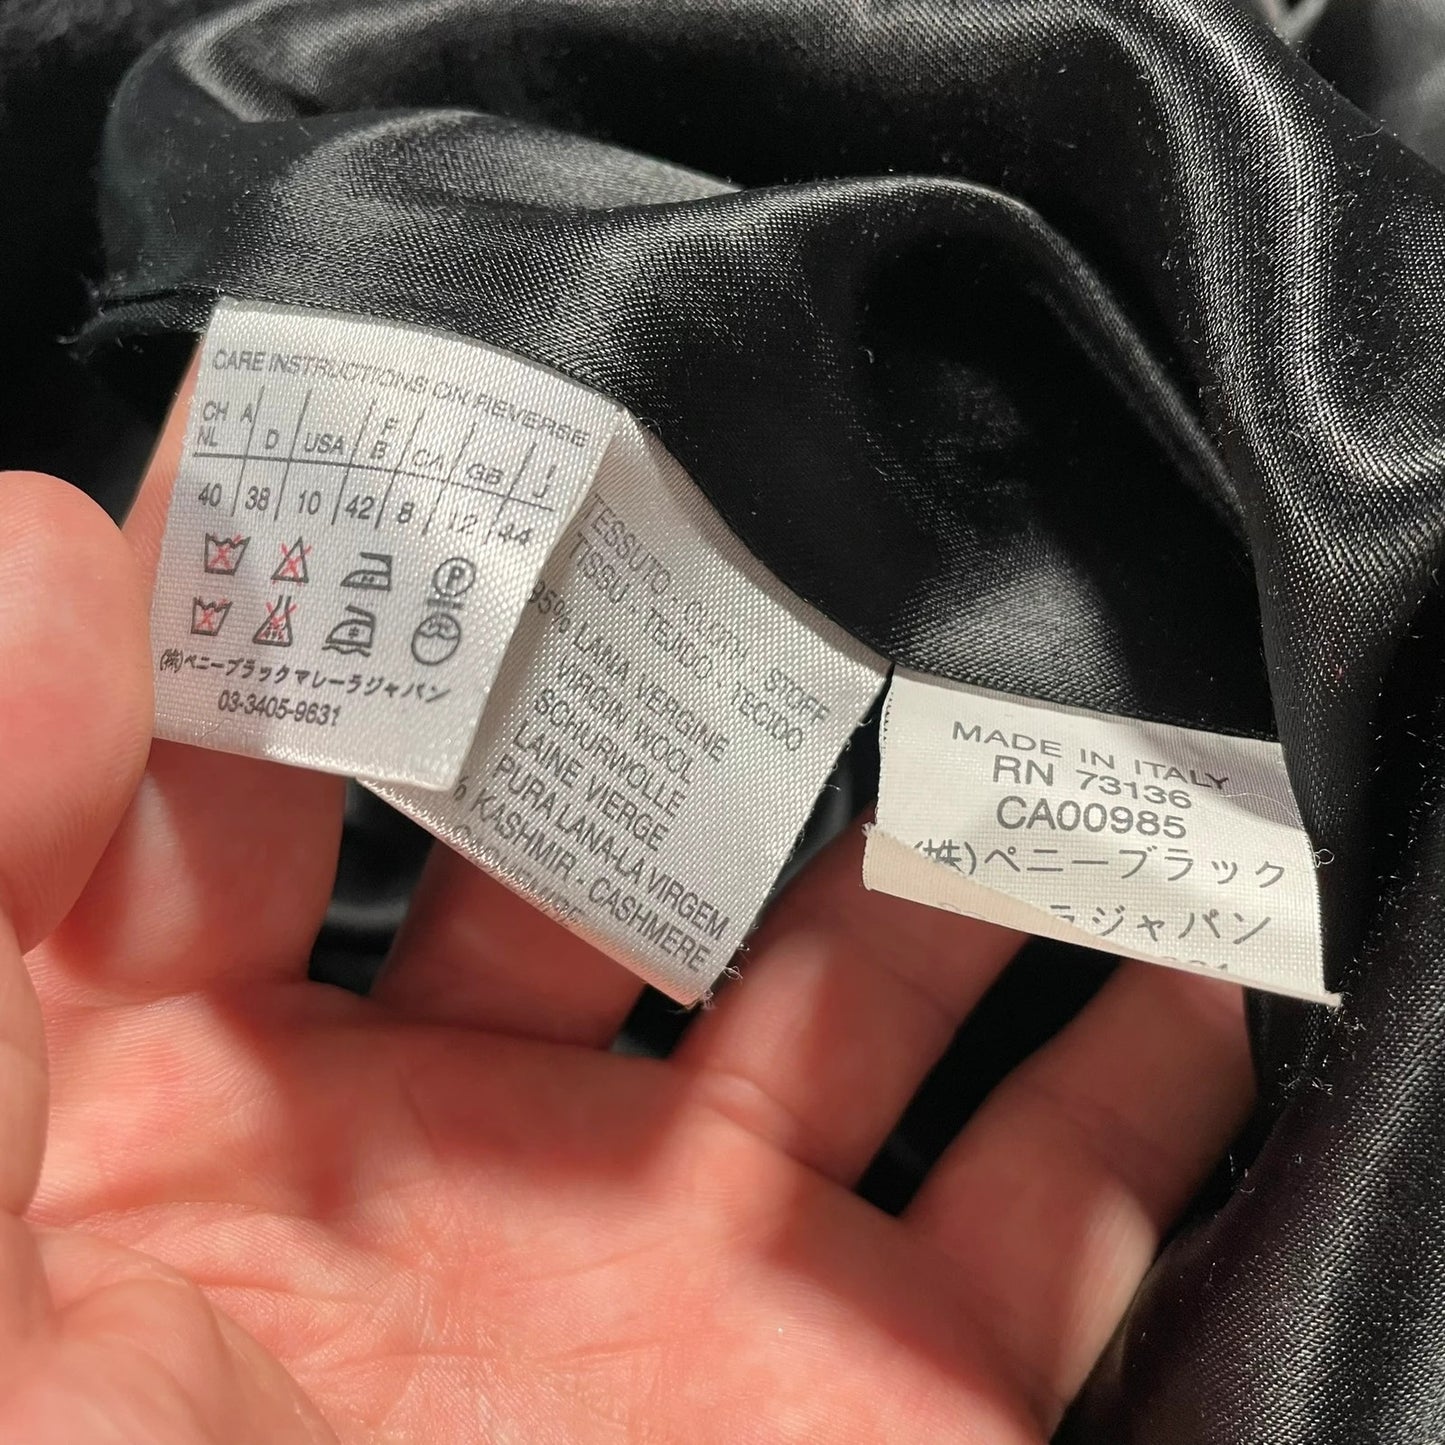 CARE INSTRUCTIONS ON REVERSE
CH A F I
NL D USA B CA GB J
40 38 10 42 8 12 44
P
(株)ペニーブラックマレーラジャパン
03-3405-9631
TESSUTO STOFF
TISSU TEJIDO TECIDO
95% LANA VERGINE
VIRGIN WOOL
SCHURWOLLE
LAINE VIERGE
PURA LANA-LA VIRGEM
% KASHMIR - CASHMERE
MADE IN ITALY
RN 73136
CA00985
(株)ペニーブラック
ラジャパン